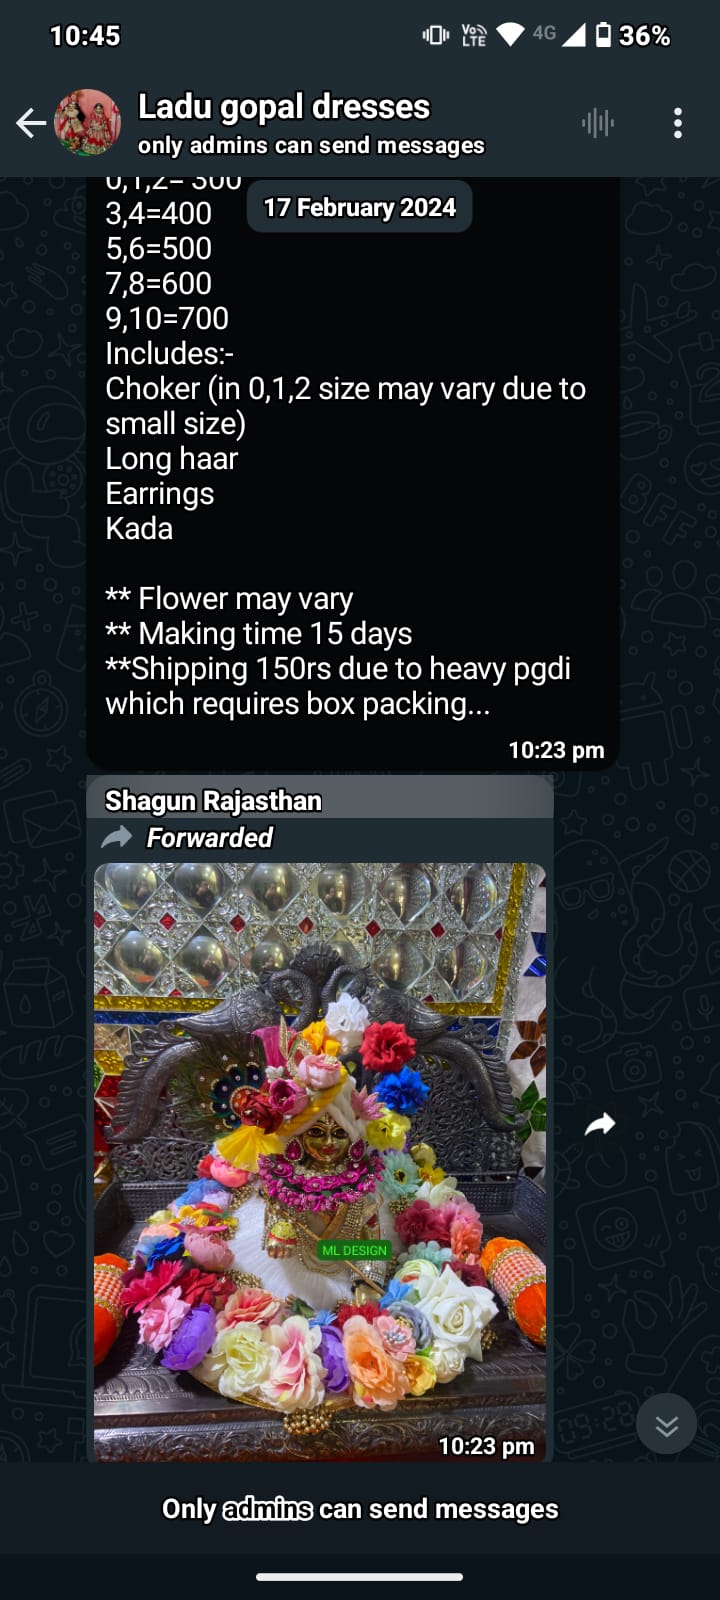 10:45
Vo LTE
4G
36%
Ladu gopal dresses
only admins can send messages
0,1,2= 300
17 February 2024
3,4=400
5,6=500
7,8=600
9,10=700
Includes:-
Choker (in 0,1,2 size may vary due to
small size)
Long haar
Earrings
Kada
** Flower may vary
** Making time 15 days
**Shipping 150rs due to heavy pgdi
which requires box packing...
10:23 pm
Shagun Rajasthan
Forwarded
ML DESIGN
10:23 pm
Only admins can send messages